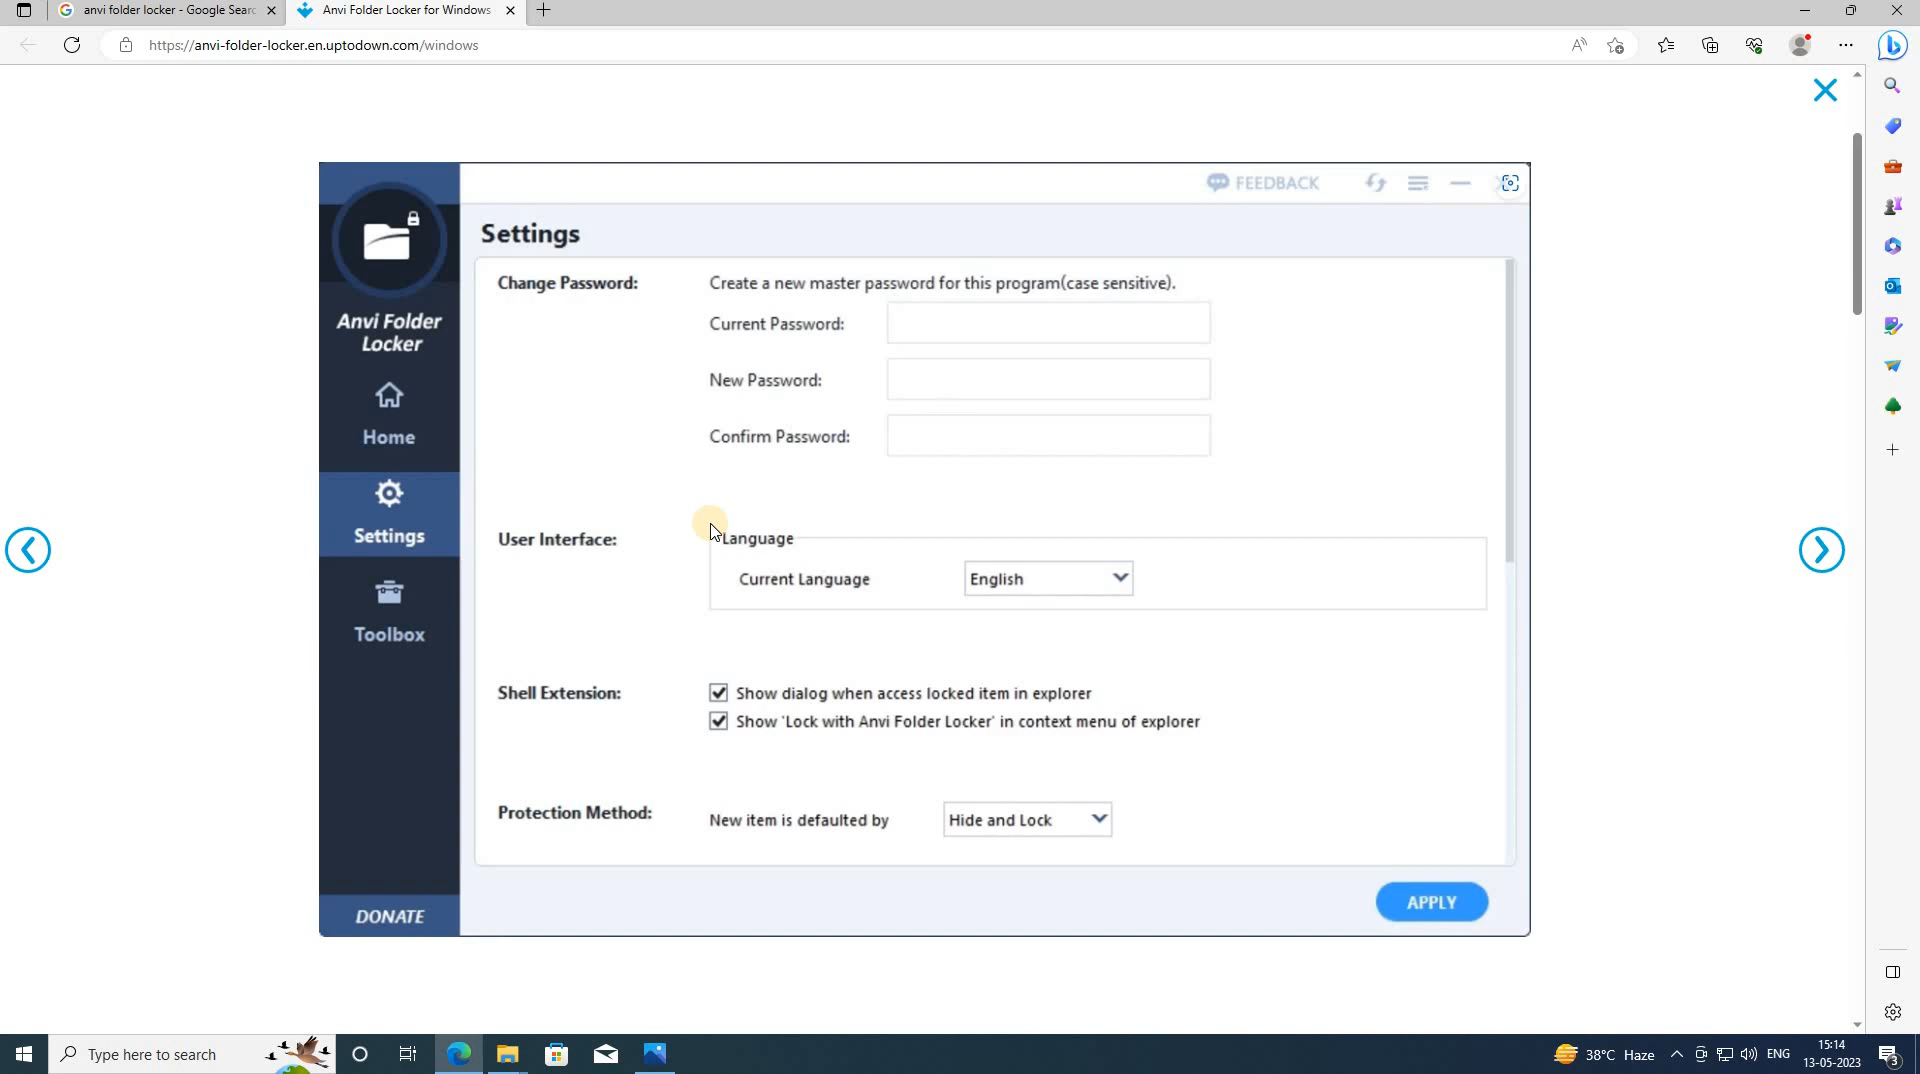 anvi folder locker - Google Searc
Anvi Folder Locker for Windows
https://anvi-folder-locker.en.uptodown.com/windows
FEEDBACK
Settings
Anvi Folder
Locker
Home
Settings
Toolbox
DONATE
Change Password:
Create a new master password for this program(case sensitive).
Current Password:
New Password:
Confirm Password:
User Interface:
Language
Current Language
English
Shell Extension:
Show dialog when access locked item in explorer
Show 'Lock with Anvi Folder Locker' in context menu of explorer
Protection Method:
New item is defaulted by
Hide and Lock
APPLY
Type here to search
38°C Haze
ENG
15:14
13-05-2023
3